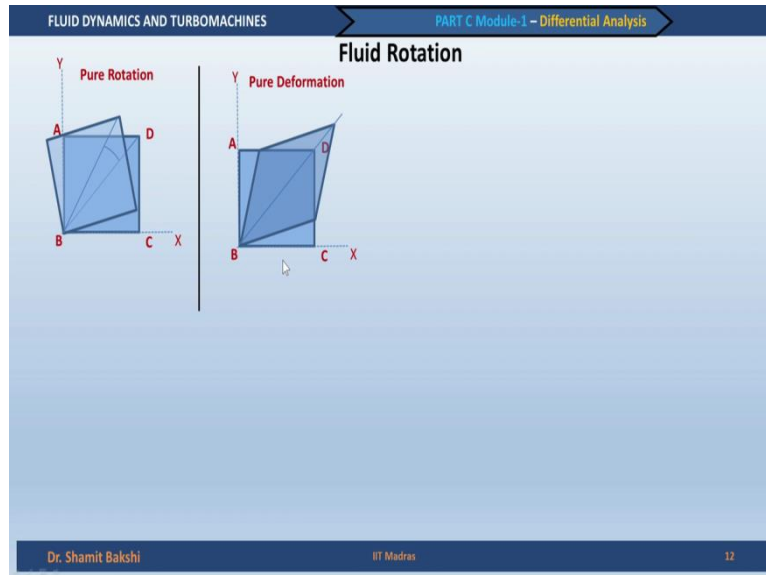 FLUID DYNAMICS AND TURBOMACHINES
PART C Module-1 – Differential Analysis
Fluid Rotation
Y
Pure Rotation
A
D
B
C
X
Y
Pure Deformation
A
D
B
C
X
Dr. Shamit Bakshi
IIT Madras
12